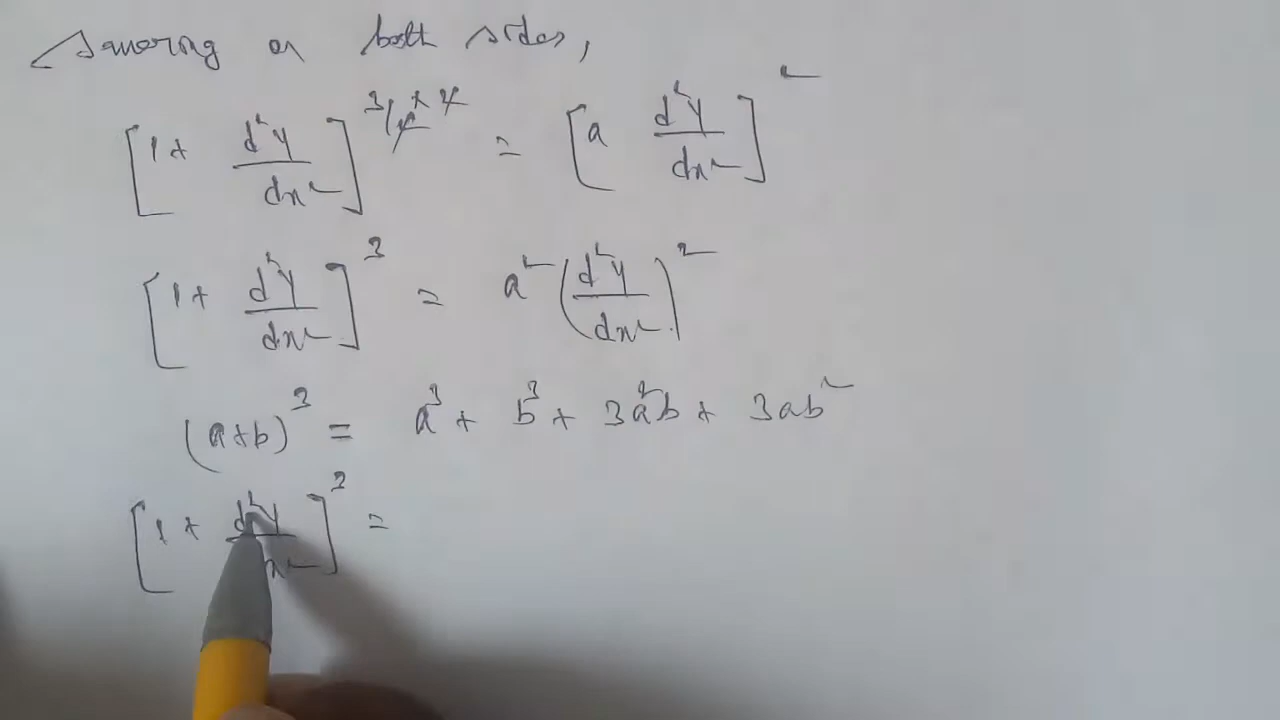 Squaring on both sides,
[1 + d²y/dx²]^(3/2 × 2) = [a d²y/dx²]²
[1 + d²y/dx²]³ = a² (d²y/dx²)²
(a+b)³ = a³ + b³ + 3a²b + 3ab²
[1 + d²y/dx²]³ =